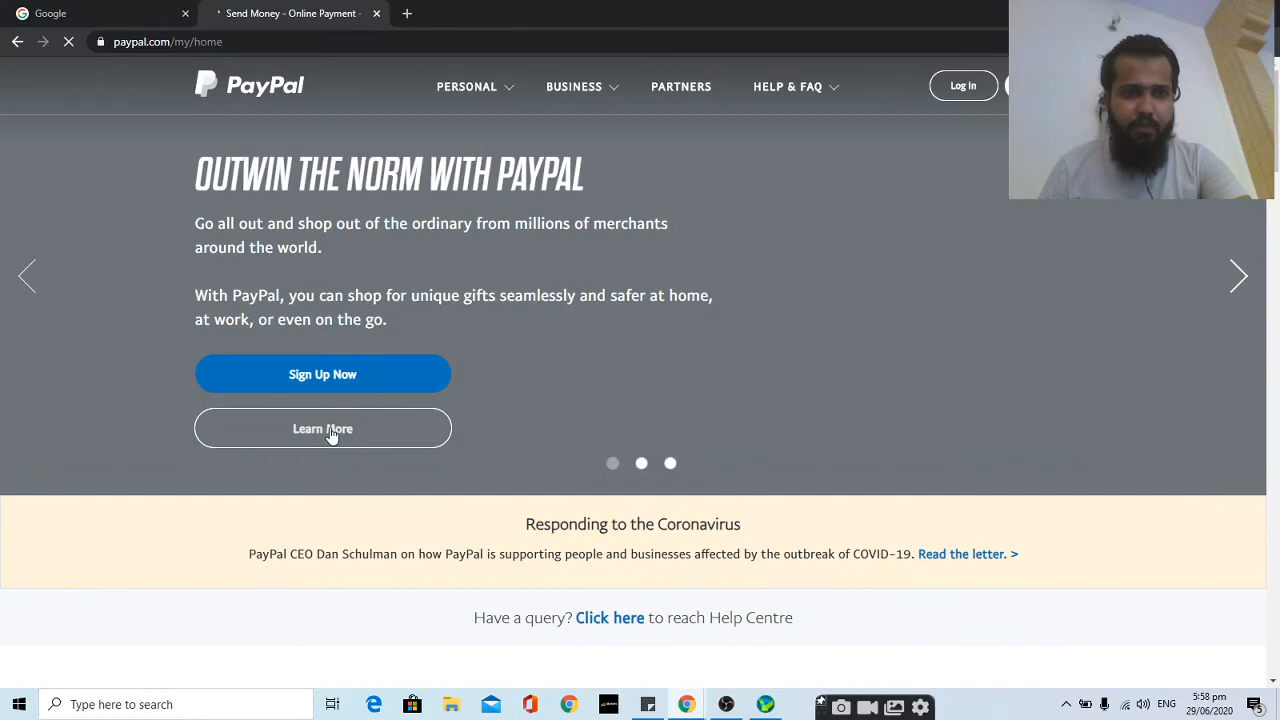 Google
Send Money - Online Payment -
paypal.com/my/home
PayPal
PERSONAL
BUSINESS
PARTNERS
HELP & FAQ
Log In
OUTWIN THE NORM WITH PAYPAL
Go all out and shop out of the ordinary from millions of merchants
around the world.
With PayPal, you can shop for unique gifts seamlessly and safer at home,
at work, or even on the go.
Sign Up Now
Learn More
Responding to the Coronavirus
PayPal CEO Dan Schulman on how PayPal is supporting people and businesses affected by the outbreak of COVID-19. Read the letter. >
Have a query? Click here to reach Help Centre
Type here to search
ENG
5:58 pm
29/06/2020